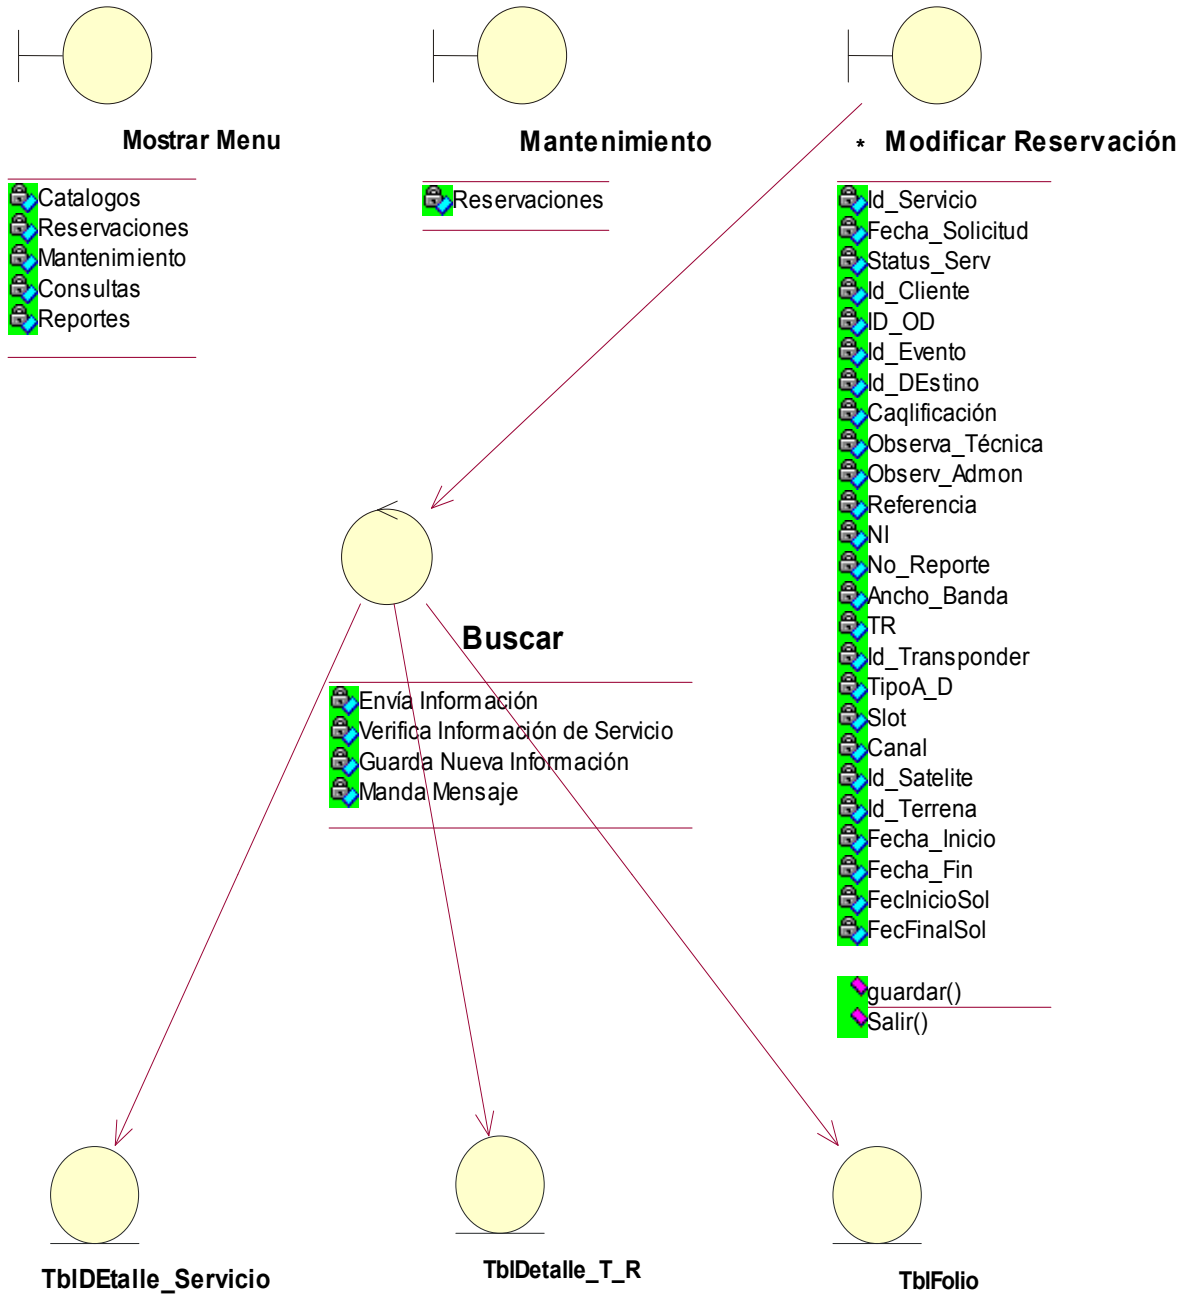 Mostrar Menu
Catalogos
Reservaciones
Mantenimiento
Consultas
Reportes
Mantenimiento
Reservaciones
* Modificar Reservación
Id_Servicio
Fecha_Solicitud
Status_Serv
Id_Cliente
ID_OD
Id_Evento
Id_DEstino
Caqlificación
Observa_Técnica
Observ_Admon
Referencia
NI
No_Reporte
Ancho_Banda
TR
Id_Transponder
TipoA_D
Slot
Canal
Id_Satelite
Id_Terrena
Fecha_Inicio
Fecha_Fin
FecInicioSol
FecFinalSol
guardar()
Salir()
Buscar
Envía Información
Verifica Información de Servicio
Guarda Nueva Información
Manda Mensaje
TblDEtalle_Servicio
TblDetalle_T_R
TblFolio